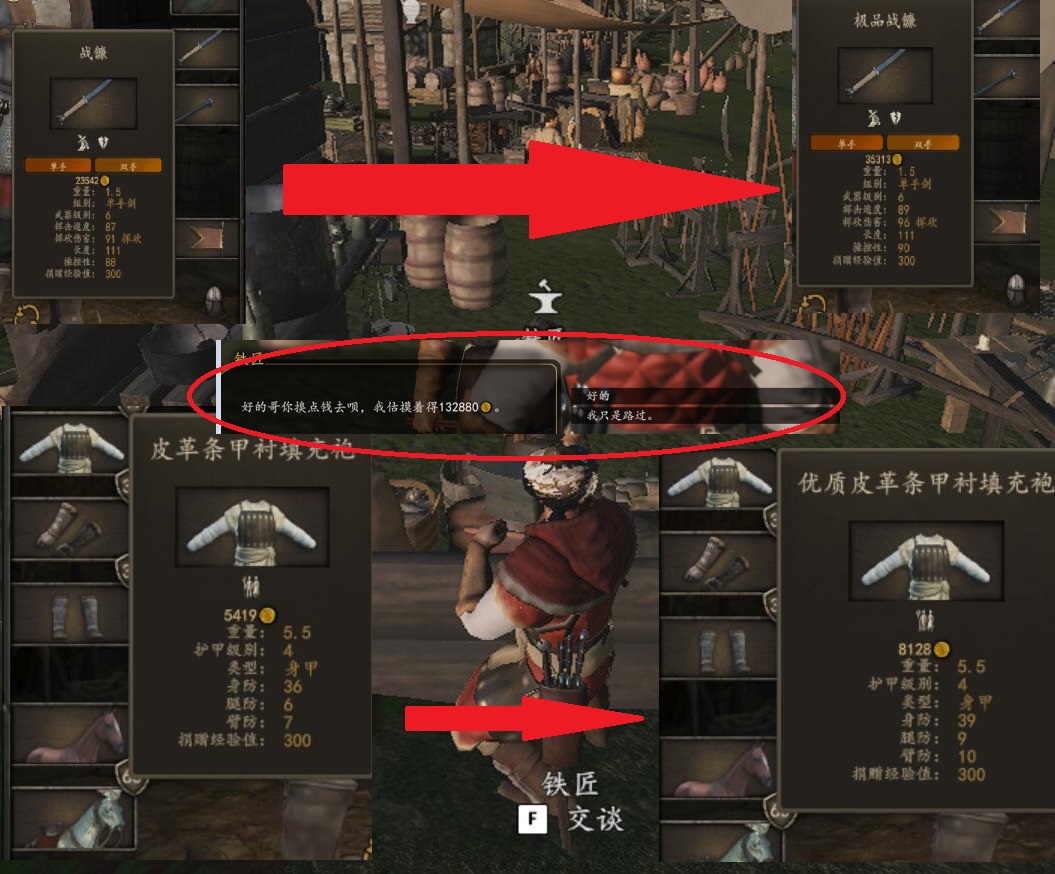 战镰
单手 双手
23542
重量: 1.5
级别: 单手剑
武器级别: 6
挥击速度: 87
挥砍伤害: 91 挥砍
长度: 111
操控性: 88
捐赠经验值: 300
极品战镰
单手 双手
35313
重量: 1.5
级别: 单手剑
武器级别: 6
挥击速度: 89
挥砍伤害: 96 挥砍
长度: 111
操控性: 90
捐赠经验值: 300
铁匠
好的哥你换点钱去呗，我估摸着得132880。
好的
我只是路过。
皮革条甲衬填充袍
5419
重量: 5.5
护甲级别: 4
类型: 身甲
身防: 36
腿防: 6
臂防: 7
捐赠经验值: 300
优质皮革条甲衬填充袍
8128
重量: 5.5
护甲级别: 4
类型: 身甲
身防: 39
腿防: 9
臂防: 10
捐赠经验值: 300
铁匠
F 交谈